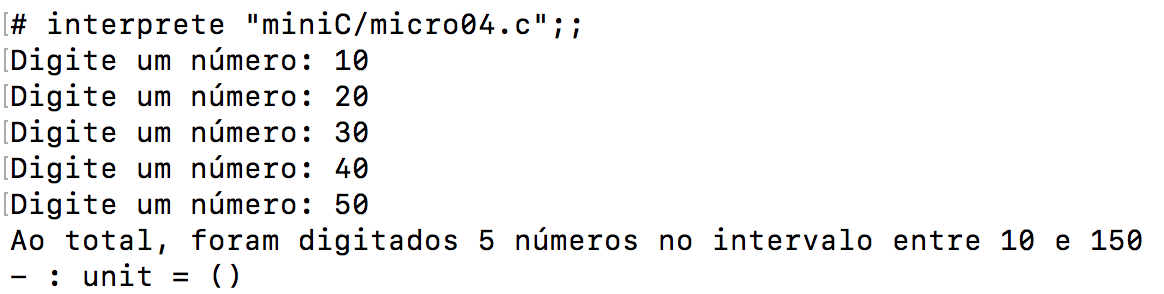 # interprete "miniC/micro04.c";;
Digite um número: 10
Digite um número: 20
Digite um número: 30
Digite um número: 40
Digite um número: 50
Ao total, foram digitados 5 números no intervalo entre 10 e 150
- : unit = ()